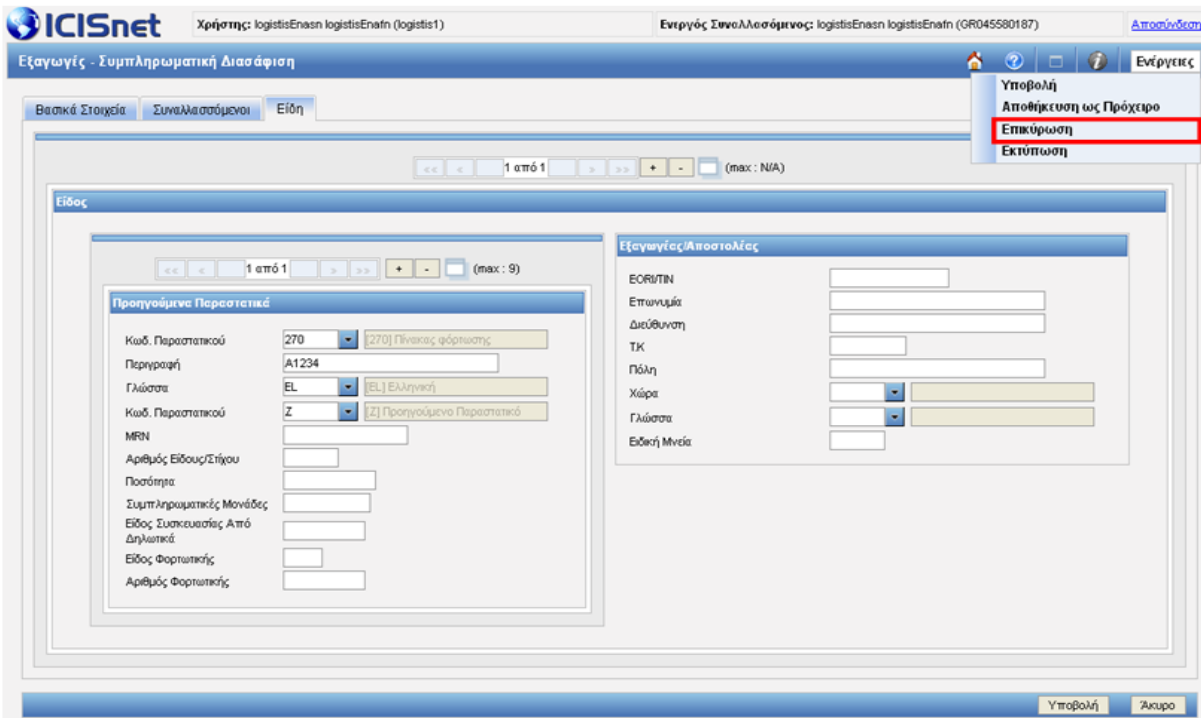 ICISnet
Χρήστης: logistisEnasn logistisEnafn (logistis1)
Ενεργός Συναλλασόμενος: logistisEnasn logistisEnafn (GR045580187)
Αποσύνδεση
Εξαγωγές - Συμπληρωματική Διασάφιση
Ενέργειες
Υποβολή
Αποθήκευση ως Πρόχειρο
Επικύρωση
Εκτύπωση
Βασικά Στοιχεία
Συναλλασσόμενοι
Είδη
<< < 1 από 1 > >> + - (max : N/A)
Είδος
<< < 1 από 1 > >> + - (max : 9)
Προηγούμενα Παραστατικά
Κωδ. Παραστατικού 270 [270] Πίνακας φόρτωσης
Περιγραφή A1234
Γλώσσα EL [EL] Ελληνική
Κωδ. Παραστατικού Z [Z] Προηγούμενο Παραστατικό
MRN
Αριθμός Είδους/Στίχου
Ποσότητα
Συμπληρωματικές Μονάδες
Είδος Συσκευασίας Από
Δηλωτικά
Είδος Φορτωτικής
Αριθμός Φορτωτικής
Εξαγωγέας/Αποστολέας
EORI/TIN
Επωνυμία
Διεύθυνση
Τ.Κ
Πόλη
Χώρα
Γλώσσα
Ειδική Μνεία
Υποβολή
Άκυρο